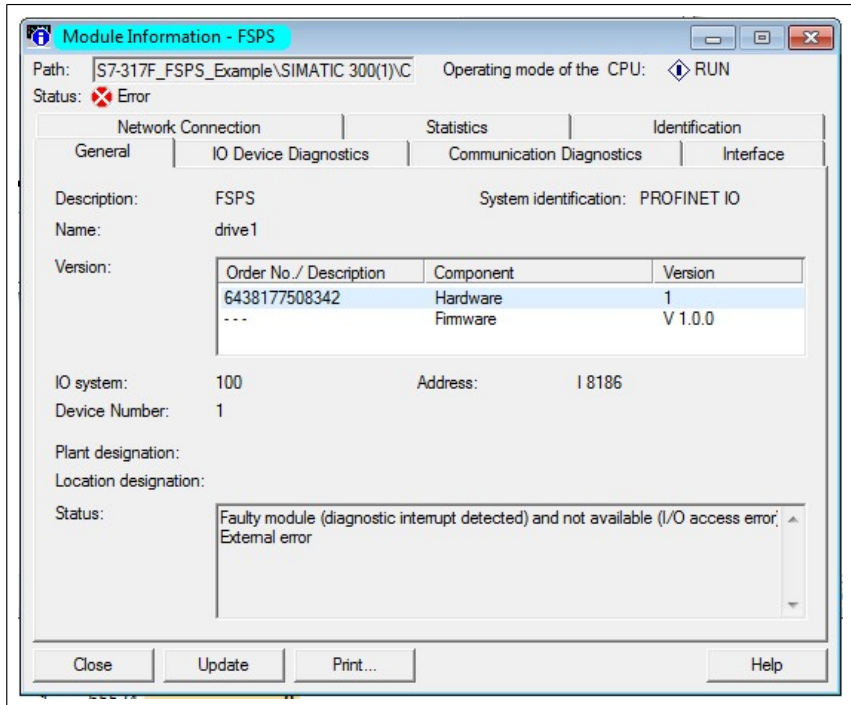 Module Information - FSPS
Path: S7-317F_FSPS_Example\SIMATIC 300(1)\C Operating mode of the CPU: RUN
Status: Error
Network Connection Statistics Identification
General IO Device Diagnostics Communication Diagnostics Interface
Description: FSPS System identification: PROFINET IO
Name: drive1
Version: Order No./ Description Component Version
6438177508342 Hardware 1
- - - Firmware V 1.0.0
IO system: 100 Address: I 8186
Device Number: 1
Plant designation:
Location designation:
Status: Faulty module (diagnostic interrupt detected) and not available (I/O access error)
External error
Close Update Print... Help